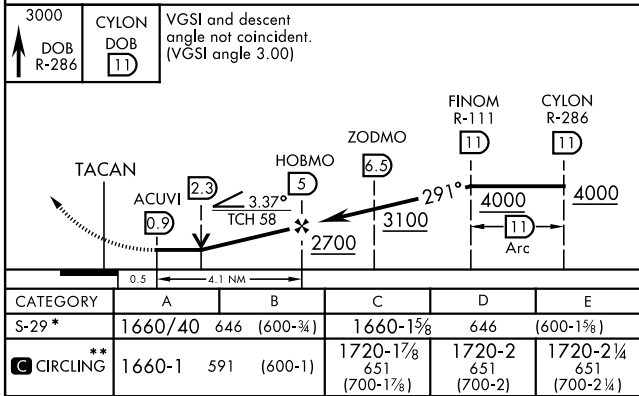 3000
DOB
R-286
CYLON
DOB
11
VGSI and descent
angle not coincident.
(VGSI angle 3.00)
FINOM
R-111
11
CYLON
R-286
11
ZODMO
6.5
HOBMO
5
TACAN
ACUVI
0.9
2.3
3.37°
TCH 58
291°
4000
4000
3100
2700
11
Arc
0.5
4.1 NM
CATEGORY A B C D E
S-29 * 1660/40 646 (600-¾) 1660-1⅝ 646 (600-1⅝)
C CIRCLING ** 1660-1 591 (600-1) 1720-1⅞ 651 (700-1⅞) 1720-2 651 (700-2) 1720-2¼ 651 (700-2¼)